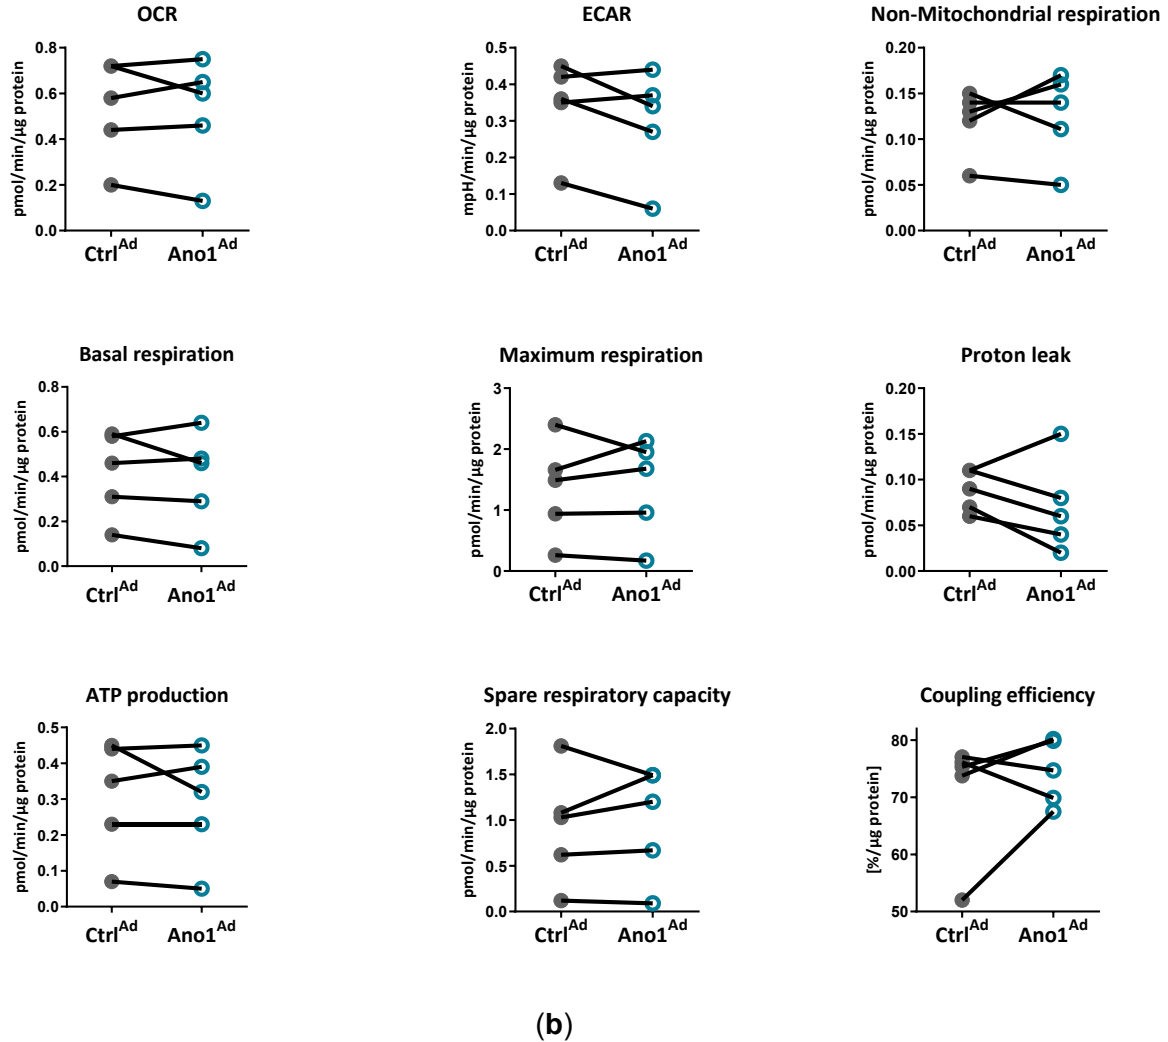 OCR
ECAR
Non-Mitochondrial respiration
pmol/min/µg protein
0.8
0.6
0.4
0.2
0.0
Ctrl^Ad Ano1^Ad
mpH/min/µg protein
0.5
0.4
0.3
0.2
0.1
0.0
Ctrl^Ad Ano1^Ad
pmol/min/µg protein
0.20
0.15
0.10
0.05
0.00
Ctrl^Ad Ano1^Ad
Basal respiration
Maximum respiration
Proton leak
pmol/min/µg protein
0.8
0.6
0.4
0.2
0.0
Ctrl^Ad Ano1^Ad
pmol/min/µg protein
3
2
1
0
Ctrl^Ad Ano1^Ad
pmol/min/µg protein
0.20
0.15
0.10
0.05
0.00
Ctrl^Ad Ano1^Ad
ATP production
Spare respiratory capacity
Coupling efficiency
pmol/min/µg protein
0.5
0.4
0.3
0.2
0.1
0.0
Ctrl^Ad Ano1^Ad
pmol/min/µg protein
2.0
1.5
1.0
0.5
0.0
Ctrl^Ad Ano1^Ad
[%/µg protein]
80
70
60
50
Ctrl^Ad Ano1^Ad
(b)